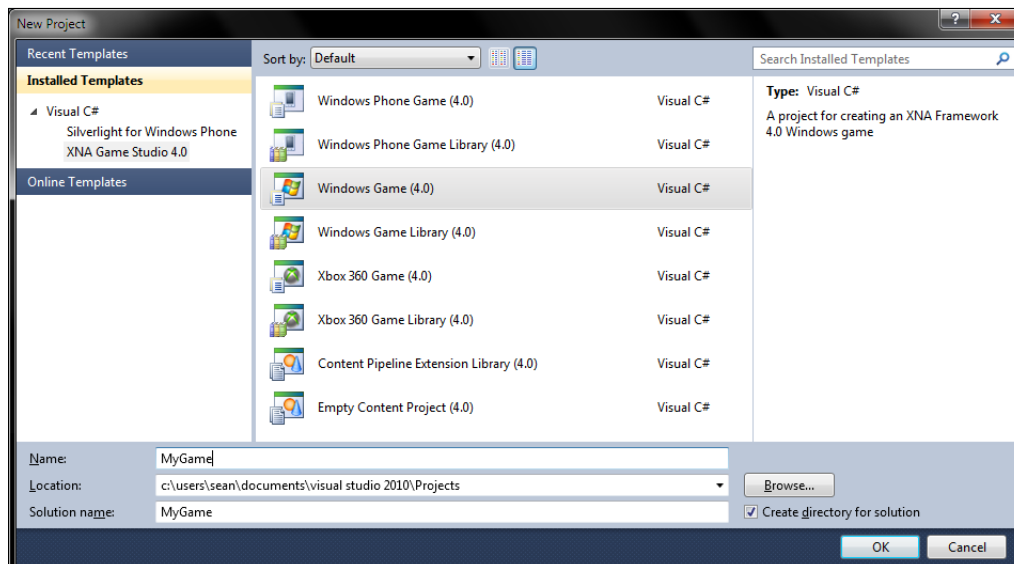 New Project
Recent Templates
Installed Templates
Visual C#
Silverlight for Windows Phone
XNA Game Studio 4.0
Online Templates
Sort by: Default
Windows Phone Game (4.0) Visual C#
Windows Phone Game Library (4.0) Visual C#
Windows Game (4.0) Visual C#
Windows Game Library (4.0) Visual C#
Xbox 360 Game (4.0) Visual C#
Xbox 360 Game Library (4.0) Visual C#
Content Pipeline Extension Library (4.0) Visual C#
Empty Content Project (4.0) Visual C#
Search Installed Templates
Type: Visual C#
A project for creating an XNA Framework
4.0 Windows game
Name: MyGame
Location: c:\users\sean\documents\visual studio 2010\Projects
Browse...
Solution name: MyGame
Create directory for solution
OK Cancel